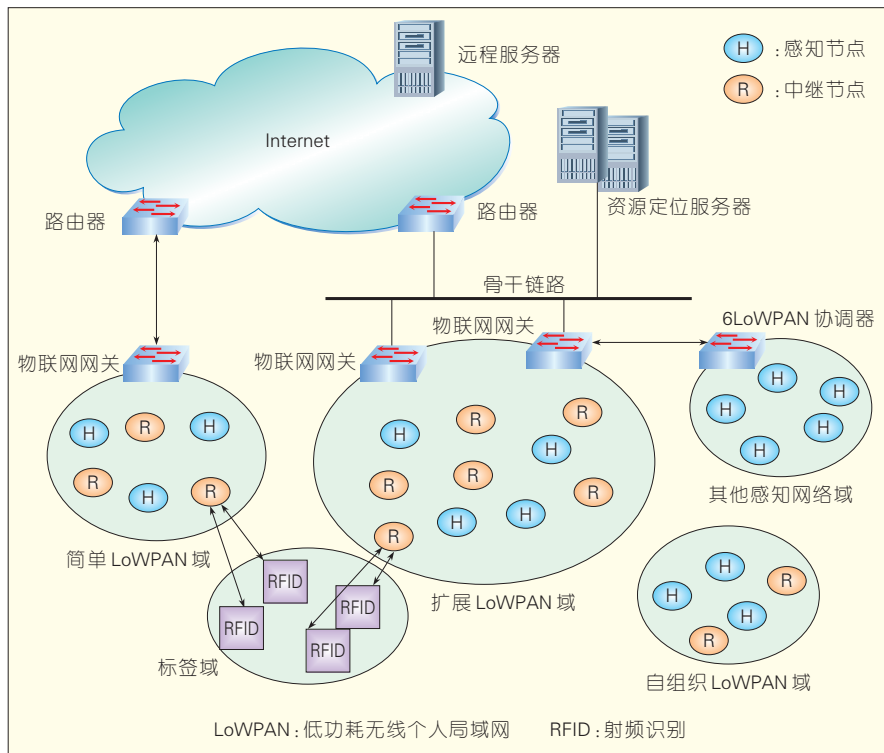 远程服务器
H :感知节点
R :中继节点
Internet
路由器
路由器
资源定位服务器
骨干链路
物联网网关
物联网网关
物联网网关
6LoWPAN 协调器
H R H
R H R
简单 LoWPAN 域
H R R
H
R R R
H H
R
扩展 LoWPAN 域
H H
H H
H
其他感知网络域
RFID
RFID
RFID
RFID
标签域
H R
H
H
R
自组织 LoWPAN 域
LoWPAN :低功耗无线个人局域网 RFID :射频识别